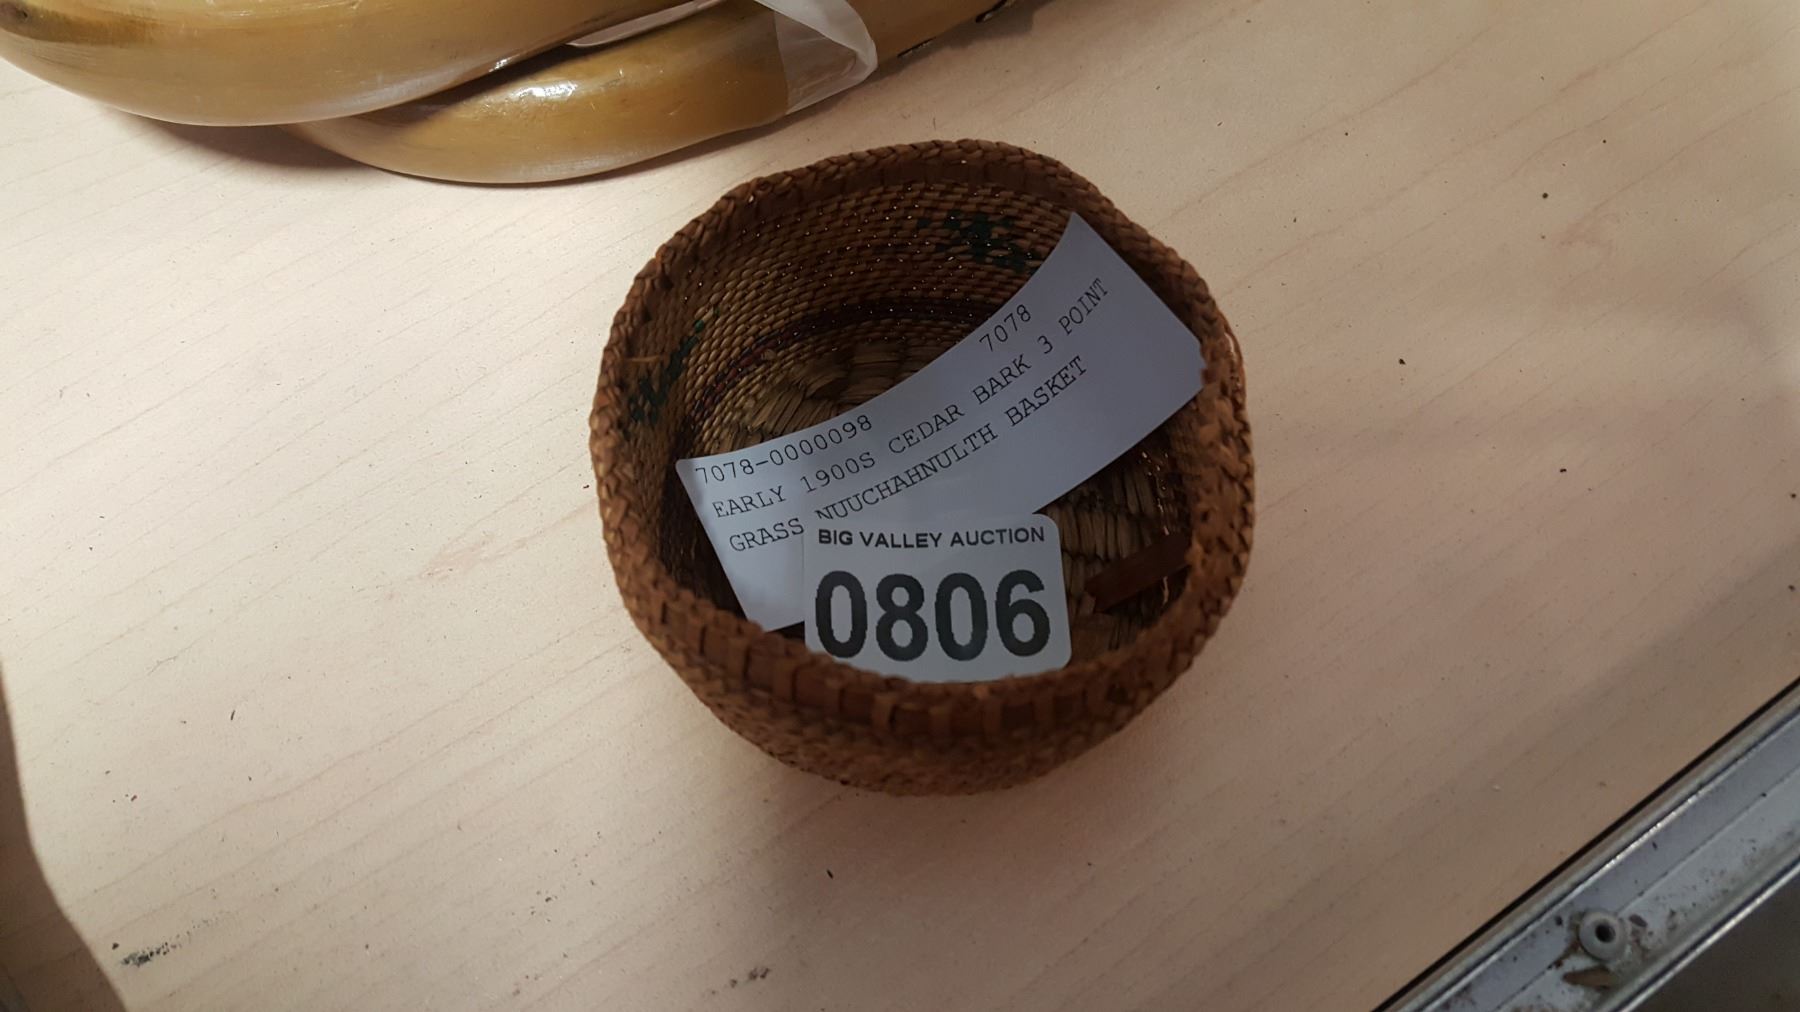 7078-0000098 7078
EARLY 1900S CEDAR BARK 3 POINT
GRASS NUUCHAHNULTH BASKET
BIG VALLEY AUCTION
0806